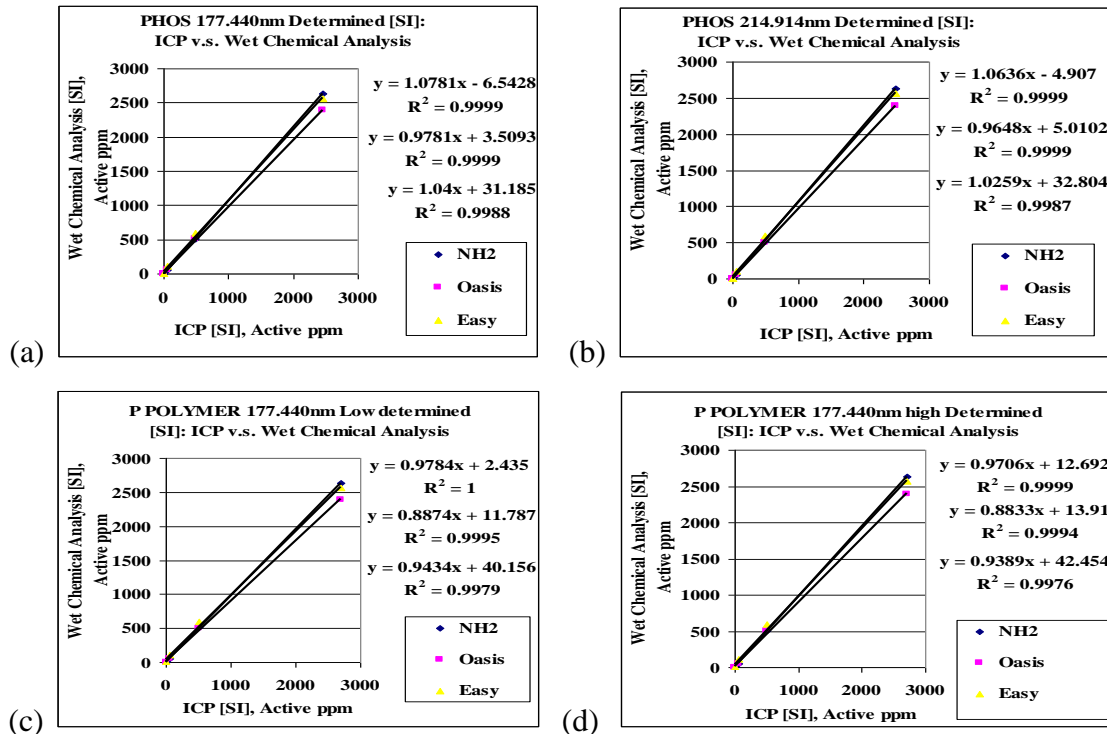 PHOS 177.440nm Determined [SI]:
ICP v.s. Wet Chemical Analysis
Wet Chemical Analysis [SI],
Active ppm
3000
2500
2000
1500
1000
500
0
0 1000 2000 3000
ICP [SI], Active ppm
y = 1.0781x - 6.5428
R² = 0.9999
y = 0.9781x + 3.5093
R² = 0.9999
y = 1.04x + 31.185
R² = 0.9988
NH2
Oasis
Easy
(a)
PHOS 214.914nm Determined [SI]:
ICP v.s. Wet Chemical Analysis
Wet Chemical Analysis [SI],
Active ppm
3000
2500
2000
1500
1000
500
0
0 1000 2000 3000
ICP [SI], Active ppm
y = 1.0636x - 4.907
R² = 0.9999
y = 0.9648x + 5.0102
R² = 0.9999
y = 1.0259x + 32.804
R² = 0.9987
NH2
Oasis
Easy
(b)
P POLYMER 177.440nm Low determined
[SI]: ICP v.s. Wet Chemical Analysis
Wet Chemical Analysis [SI],
Active ppm
3000
2500
2000
1500
1000
500
0
0 1000 2000 3000
ICP [SI], Active ppm
y = 0.9784x + 2.435
R² = 1
y = 0.8874x + 11.787
R² = 0.9995
y = 0.9434x + 40.156
R² = 0.9979
NH2
Oasis
Easy
(c)
P POLYMER 177.440nm high Determined
[SI]: ICP v.s. Wet Chemical Analysis
Wet Chemical Analysis [SI],
Active ppm
3000
2500
2000
1500
1000
500
0
0 1000 2000 3000
ICP [SI], Active ppm
y = 0.9706x + 12.692
R² = 0.9999
y = 0.8833x + 13.91
R² = 0.9994
y = 0.9389x + 42.454
R² = 0.9976
NH2
Oasis
Easy
(d)